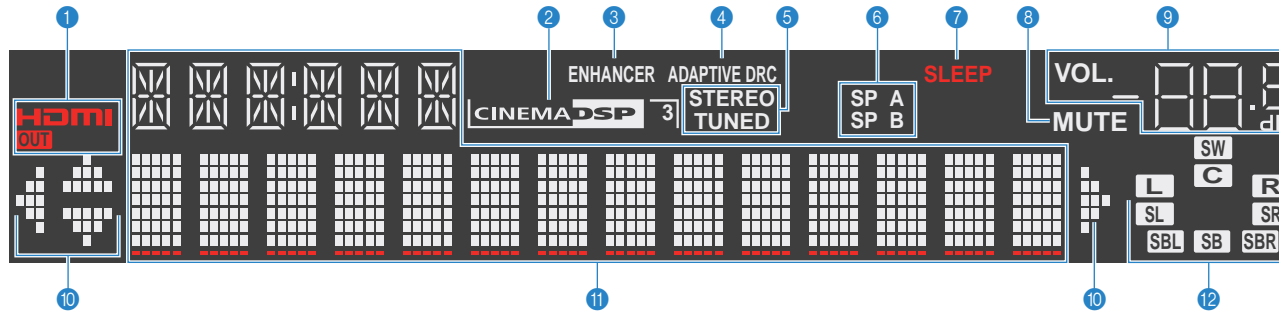 1 2 3 4 5 6 7 8 9
ENHANCER ADAPTIVE DRC SLEEP VOL.
HDMI
OUT
CINEMA DSP 3
STEREO
TUNED
SP A
SP B
MUTE
SW
C
L R
SL SR
SBL SB SBR
10 11 10 12